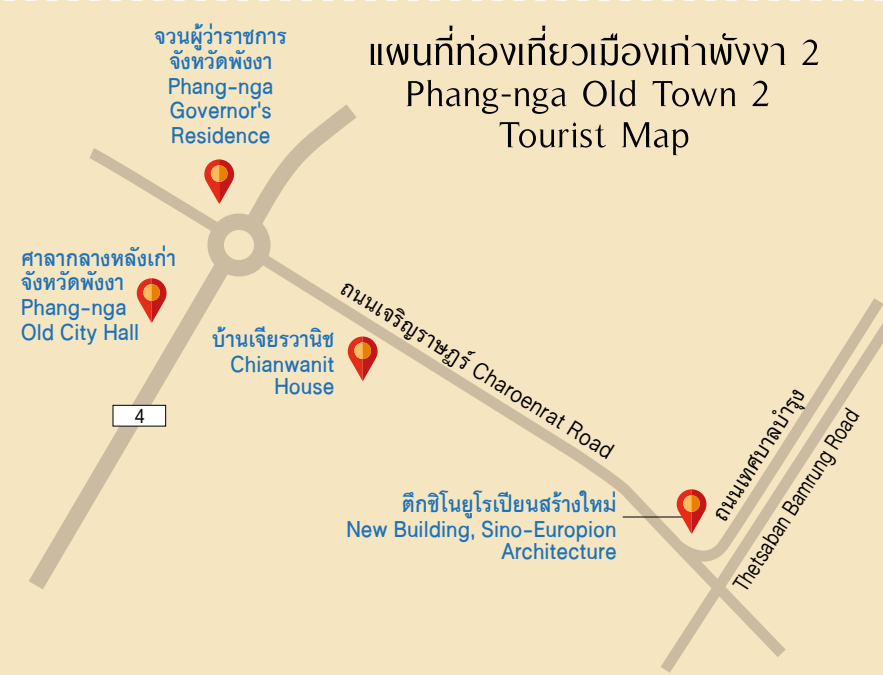 แผนที่ท่องเที่ยวเมืองเก่าพังงา 2
Phang-nga Old Town 2
Tourist Map
จวนผู้ว่าราชการ
จังหวัดพังงา
Phang-nga
Governor's
Residence
ศาลากลางหลังเก่า
จังหวัดพังงา
Phang-nga
Old City Hall
บ้านเจียรวานิช
Chianwanit
House
ถนนเจริญราษฎร์ Charoenrat Road
4
ตึกชิโนยูโรเปียนสร้างใหม่
New Building, Sino-Europion
Architecture
ถนนเทศบาลบำรุง
Thetsaban Bamrung Road